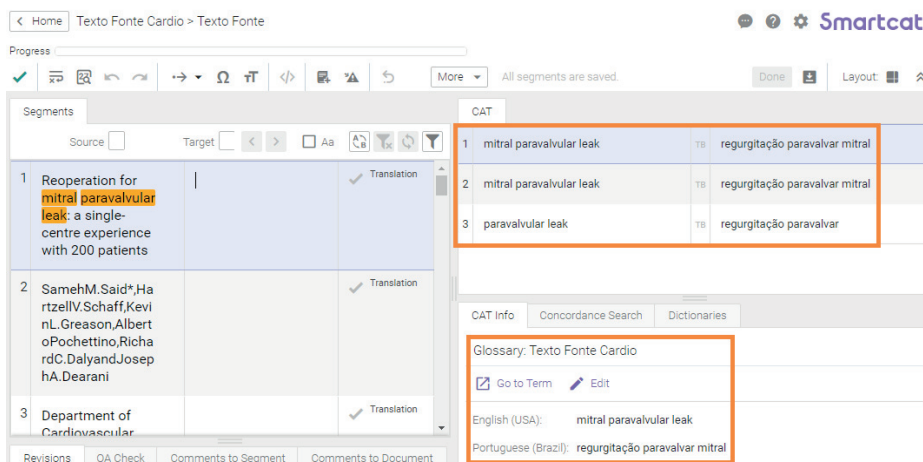 Home Texto Fonte Cardio > Texto Fonte Smartcat
Progress
More All segments are saved. Done Layout:
Segments
Source Target Aa
1 Reoperation for
mitral paravalvular
leak: a single-
centre experience
with 200 patients
Translation
2 SamehM.Said*,Ha
rtzellV.Schaff,Kevi
nL.Greason,Albert
oPochettino,Richa
rdC.DalyandJosep
hA.Dearani
Translation
3 Department of
Cardiovascular
Translation
Revisions QA Check Comments to Segment Comments to Document
CAT
1 mitral paravalvular leak TB regurgitação paravalvar mitral
2 mitral paravalvular leak TB regurgitação paravalvar mitral
3 paravalvular leak TB regurgitação paravalvar
CAT Info Concordance Search Dictionaries
Glossary: Texto Fonte Cardio
Go to Term Edit
English (USA): mitral paravalvular leak
Portuguese (Brazil): regurgitação paravalvar mitral